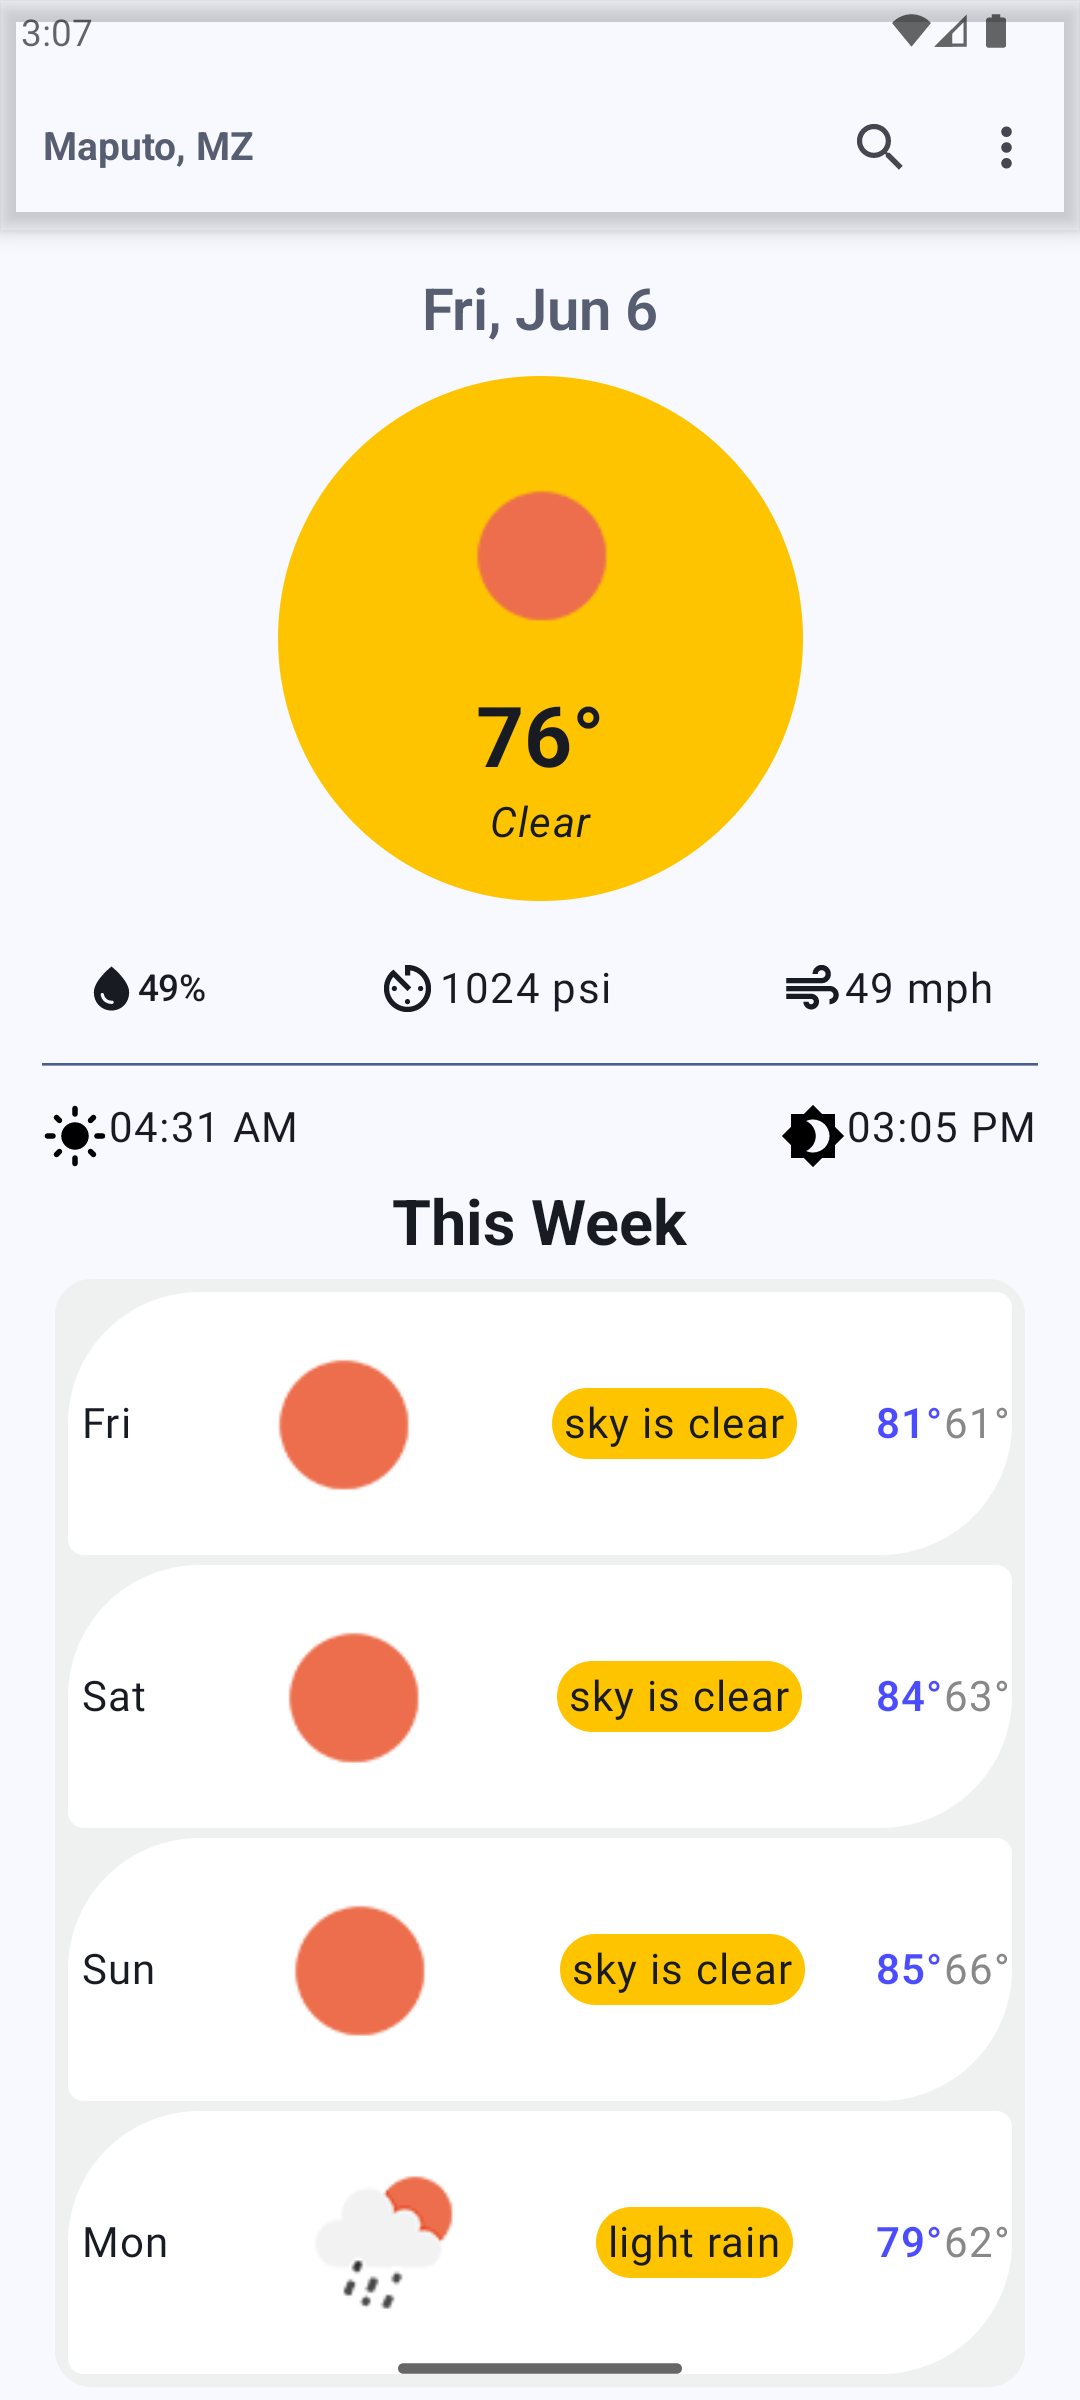 3:07
Maputo, MZ
Fri, Jun 6
76°
Clear
49% 1024 psi 49 mph
04:31 AM 03:05 PM
This Week
Fri sky is clear 81°61°
Sat sky is clear 84°63°
Sun sky is clear 85°66°
Mon light rain 79°62°